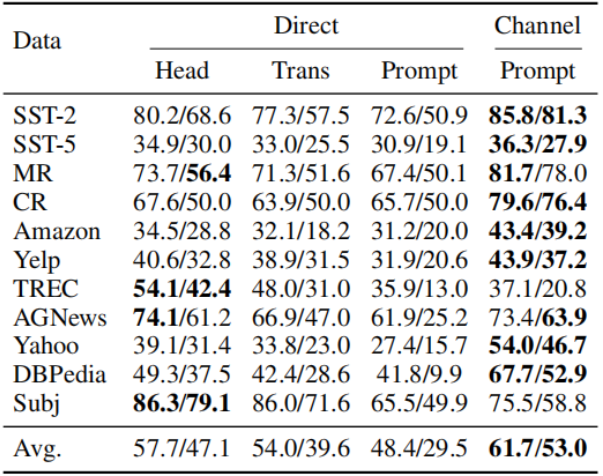 Data Direct Channel
Head Trans Prompt Prompt
SST-2 80.2/68.6 77.3/57.5 72.6/50.9 85.8/81.3
SST-5 34.9/30.0 33.0/25.5 30.9/19.1 36.3/27.9
MR 73.7/56.4 71.3/51.6 67.4/50.1 81.7/78.0
CR 67.6/50.0 63.9/50.0 65.7/50.0 79.6/76.4
Amazon 34.5/28.8 32.1/18.2 31.2/20.0 43.4/39.2
Yelp 40.6/32.8 38.9/31.5 31.9/20.6 43.9/37.2
TREC 54.1/42.4 48.0/31.0 35.9/13.0 37.1/20.8
AGNews 74.1/61.2 66.9/47.0 61.9/25.2 73.4/63.9
Yahoo 39.1/31.4 33.8/23.0 27.4/15.7 54.0/46.7
DBPedia 49.3/37.5 42.4/28.6 41.8/9.9 67.7/52.9
Subj 86.3/79.1 86.0/71.6 65.5/49.9 75.5/58.8
Avg. 57.7/47.1 54.0/39.6 48.4/29.5 61.7/53.0